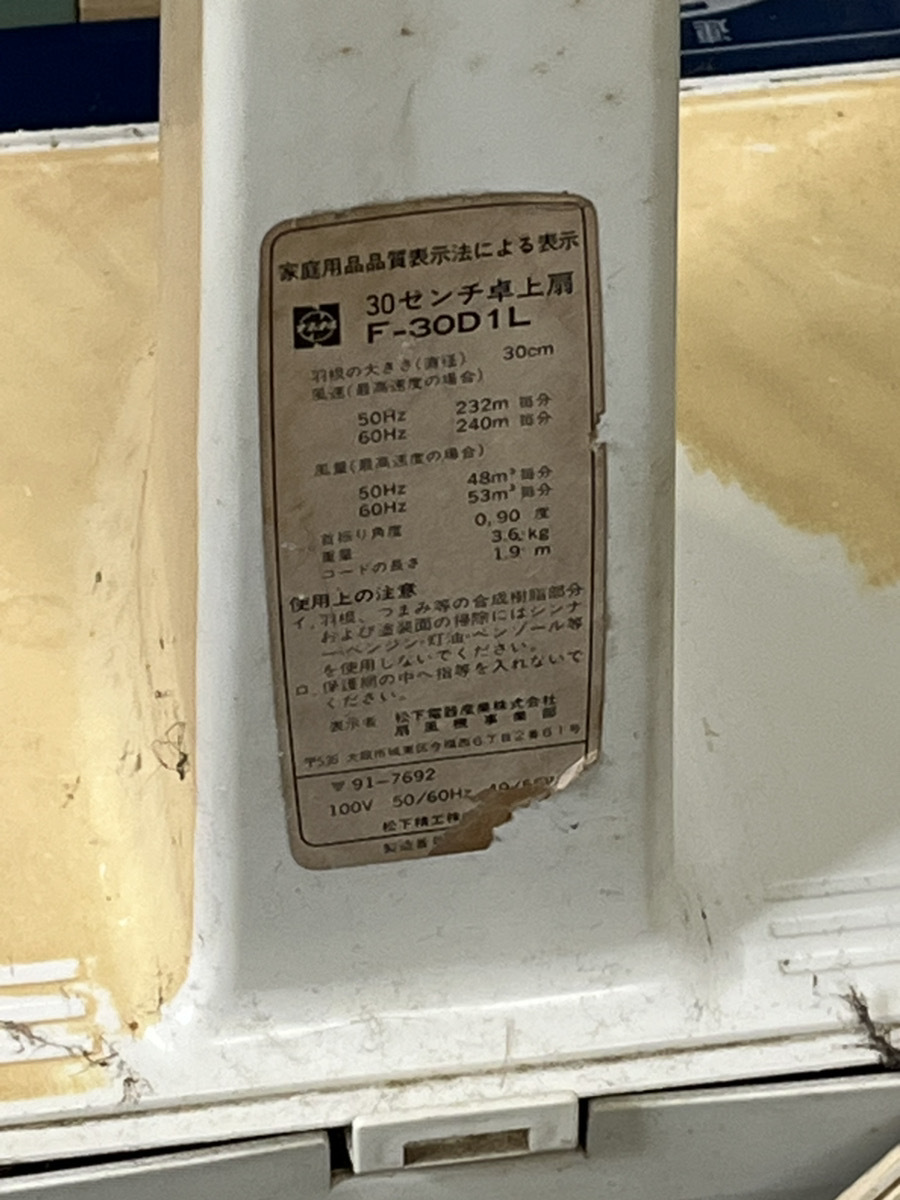 家庭用品品質表示法による表示
30センチ卓上扇
F-30D1L
羽根の大きさ(直径) 30cm
風速(最高速度の場合)
50Hz 232m 毎分
60Hz 240m 毎分
風量(最高速度の場合)
50Hz 48m³ 毎分
60Hz 53m³ 毎分
首振り角度 0,90 度
重量 3.6 kg
コードの長さ 1.9 m
使用上の注意
イ.羽根、つまみ等の合成樹脂部分
および塗装面の掃除にはシンナ
ー・ベンジン・灯油・ベンゾール等
を使用しないでください。
ロ.保護網の中へ指等を入れないで
ください。
表示者 松下電器産業株式会社
扇風機事業部
〒535 大阪市城東区今福西6丁目2番61号
▽91-7692
100V 50/60Hz
松下精工株
製造番